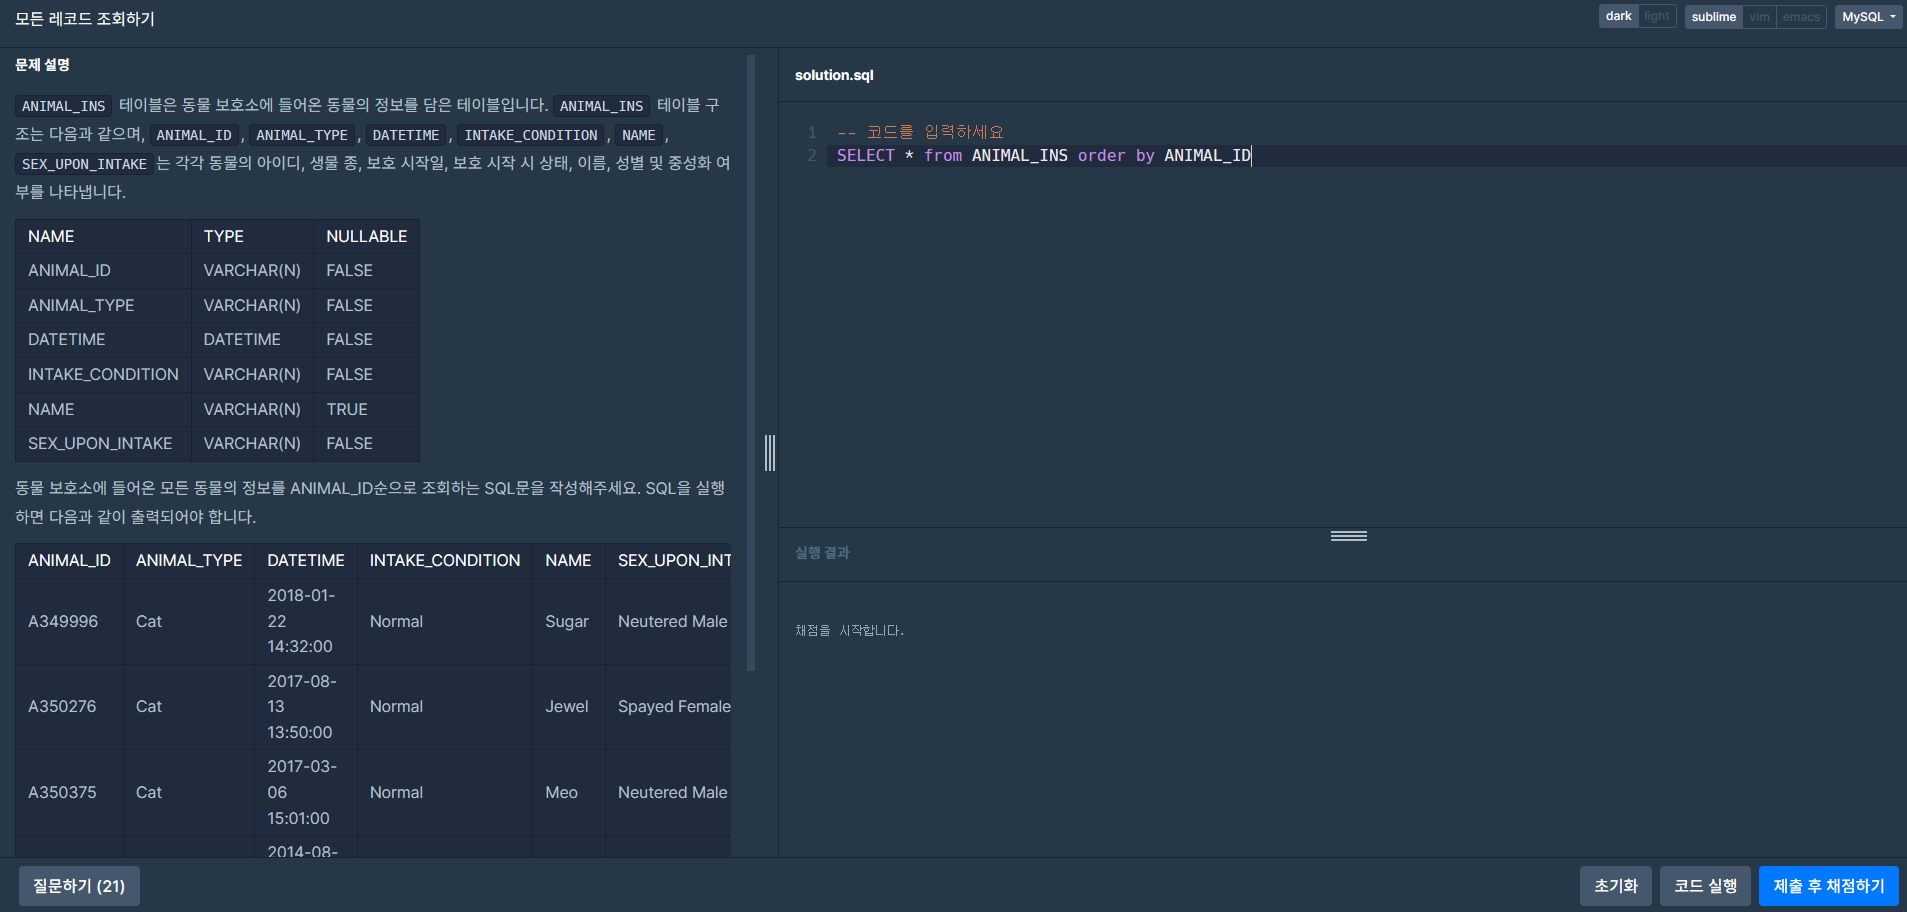 모든 레코드 조회하기
dark light sublime vim emacs MySQL
문제 설명
ANIMAL_INS 테이블은 동물 보호소에 들어온 동물의 정보를 담은 테이블입니다. ANIMAL_INS 테이블 구
조는 다음과 같으며, ANIMAL_ID, ANIMAL_TYPE, DATETIME, INTAKE_CONDITION, NAME,
SEX_UPON_INTAKE 는 각각 동물의 아이디, 생물 종, 보호 시작일, 보호 시작 시 상태, 이름, 성별 및 중성화 여
부를 나타냅니다.
NAME TYPE NULLABLE
ANIMAL_ID VARCHAR(N) FALSE
ANIMAL_TYPE VARCHAR(N) FALSE
DATETIME DATETIME FALSE
INTAKE_CONDITION VARCHAR(N) FALSE
NAME VARCHAR(N) TRUE
SEX_UPON_INTAKE VARCHAR(N) FALSE
동물 보호소에 들어온 모든 동물의 정보를 ANIMAL_ID순으로 조회하는 SQL문을 작성해주세요. SQL을 실행
하면 다음과 같이 출력되어야 합니다.
ANIMAL_ID ANIMAL_TYPE DATETIME INTAKE_CONDITION NAME SEX_UPON_INT
A349996 Cat 2018-01-22 14:32:00 Normal Sugar Neutered Male
A350276 Cat 2017-08-13 13:50:00 Normal Jewel Spayed Female
A350375 Cat 2017-03-06 15:01:00 Normal Meo Neutered Male
2014-08-
solution.sql
1 -- 코드를 입력하세요
2 SELECT * from ANIMAL_INS order by ANIMAL_ID
실행 결과
채점을 시작합니다.
질문하기 (21)
초기화 코드 실행 제출 후 채점하기